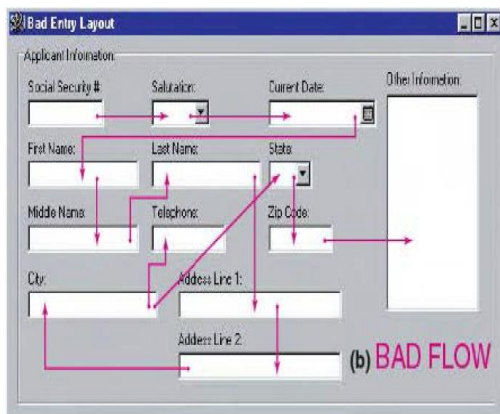 Bad Entry Layout
Applicant Information:
Social Security #:
Salutation:
Current Date:
Other Information:
First Name:
Last Name:
State:
Middle Name:
Telephone:
Zip Code:
City:
Address Line 1:
Address Line 2:
(b) BAD FLOW